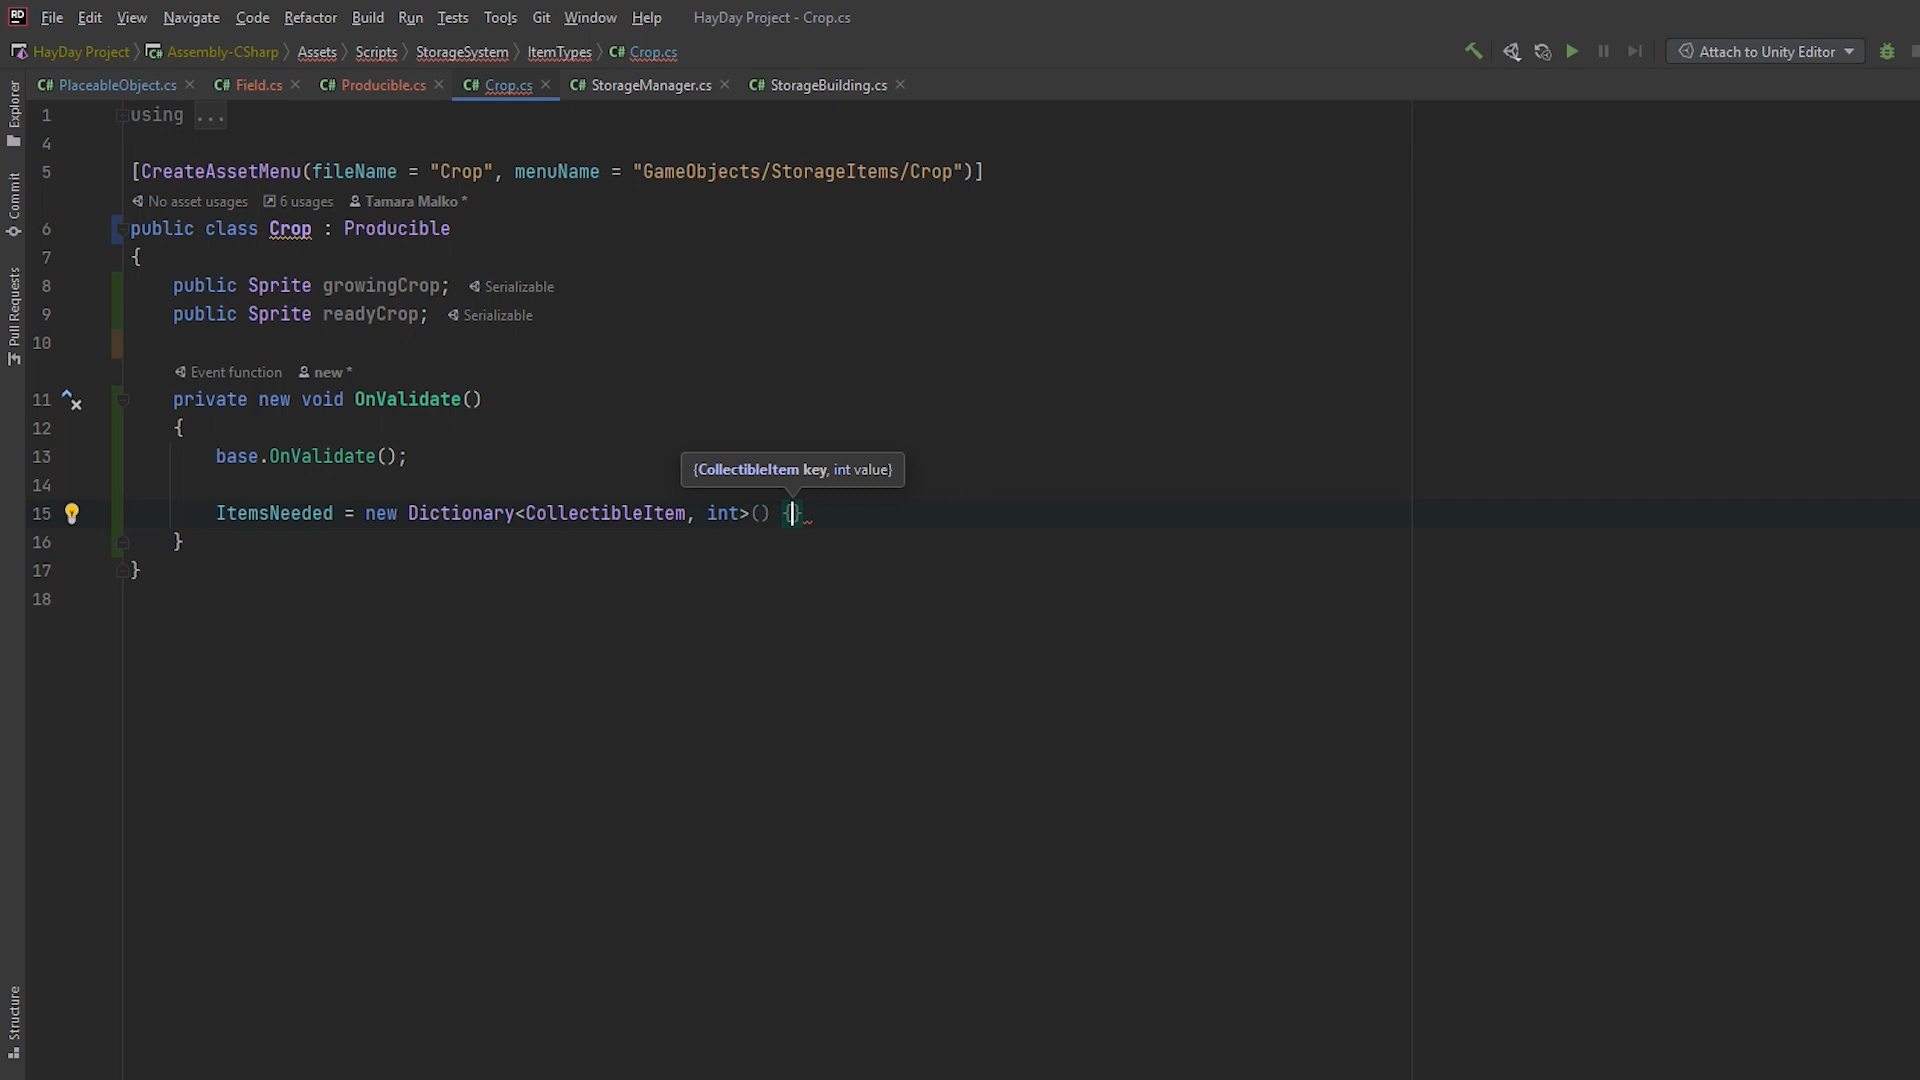 RD File Edit View Navigate Code Refactor Build Run Tests Tools Git Window Help HayDay Project - Crop.cs
HayDay Project Assembly-CSharp Assets Scripts StorageSystem ItemTypes C# Crop.cs Attach to Unity Editor
C# PlaceableObject.cs C# Field.cs C# Producible.cs C# Crop.cs C# StorageManager.cs C# StorageBuilding.cs
Explorer
Commit
Pull Requests
Structure
1 using ...
4
5 [CreateAssetMenu(fileName = "Crop", menuName = "GameObjects/StorageItems/Crop")]
No asset usages 6 usages Tamara Malko *
6 public class Crop : Producible
7 {
8 public Sprite growingCrop; Serializable
9 public Sprite readyCrop; Serializable
10
Event function new *
11 private new void OnValidate()
12 {
13 base.OnValidate();
{CollectibleItem key, int value}
14
15 ItemsNeeded = new Dictionary<CollectibleItem, int>() {}
16 }
17 }
18